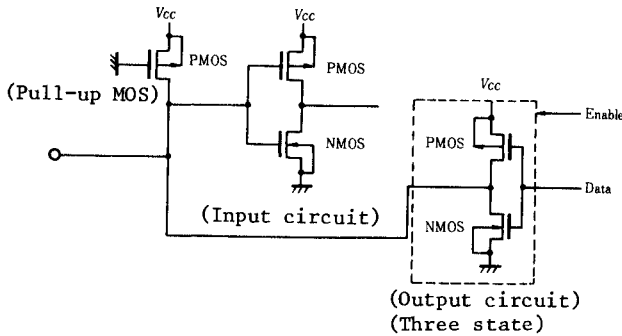 Vcc
Vcc
PMOS
PMOS
(Pull-up MOS)
Vcc
Enable
PMOS
NMOS
Data
(Input circuit)
NMOS
(Output circuit)
(Three state)